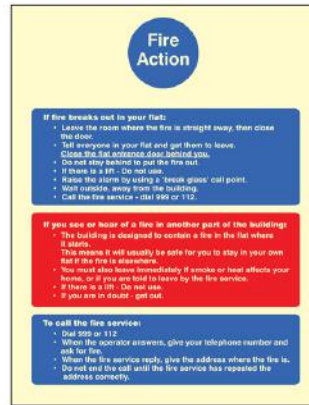 Fire
Action
If fire breaks out in your flat:
• Leave the room where the fire is straight away, then close
the door.
• Tell everyone in your flat and get them to leave.
Close the flat entrance door behind you.
• Do not stay behind to put the fire out.
• If there is a lift - Do not use.
• Raise the alarm by using a 'break glass' call point.
• Wait outside, away from the building.
• Call the fire service - dial 999 or 112.
If you see or hear of a fire in another part of the building:
• The building is designed to contain a fire in the flat where
it starts.
This means it will usually be safe for you to stay in your own
flat if the fire is elsewhere.
• You must also leave immediately if smoke or heat affects your
home, or if you are told to leave by the fire service.
• If there is a lift - Do not use.
• If you are in doubt - get out.
To call the fire service:
• Dial 999 or 112
• When the operator answers, give your telephone number and
ask for fire.
• When the fire service reply, give the address where the fire is.
• Do not end the call until the fire service has repeated the
address correctly.